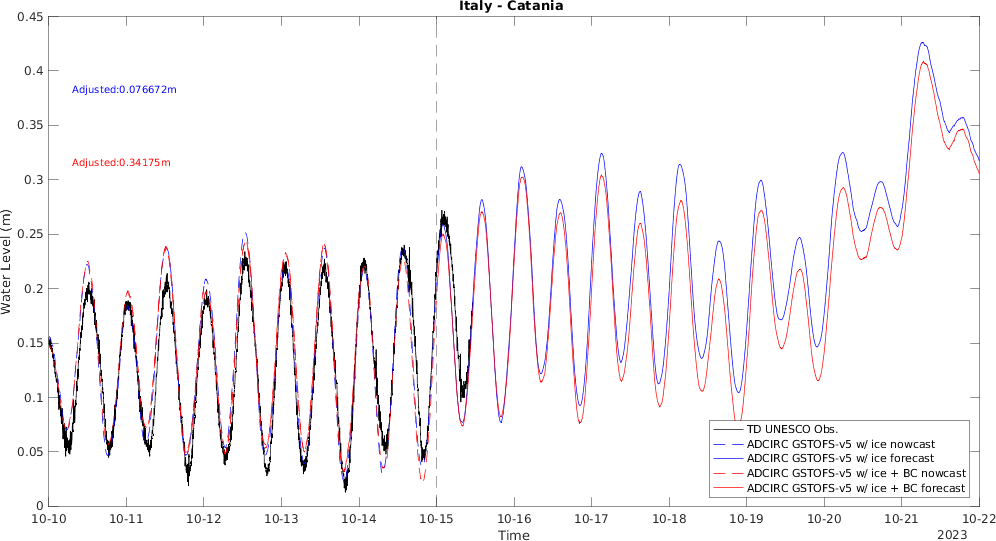 Italy - Catania
0.45
0.4
0.35
0.3
0.25
0.2
0.15
0.1
0.05
0
Water Level (m)
Adjusted:0.076672m
Adjusted:0.34175m
TD UNESCO Obs.
ADCIRC GSTOFS-v5 w/ ice nowcast
ADCIRC GSTOFS-v5 w/ ice forecast
ADCIRC GSTOFS-v5 w/ ice + BC nowcast
ADCIRC GSTOFS-v5 w/ ice + BC forecast
10-10 10-11 10-12 10-13 10-14 10-15 10-16 10-17 10-18 10-19 10-20 10-21 10-22
Time
2023